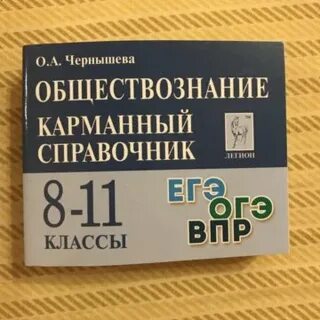 О.А. Чернышева
ОБЩЕСТВОЗНАНИЕ
КАРМАННЫЙ
СПРАВОЧНИК
ЛЕГИОН
8-11
КЛАССЫ
ЕГЭ
ОГЭ
ВПР